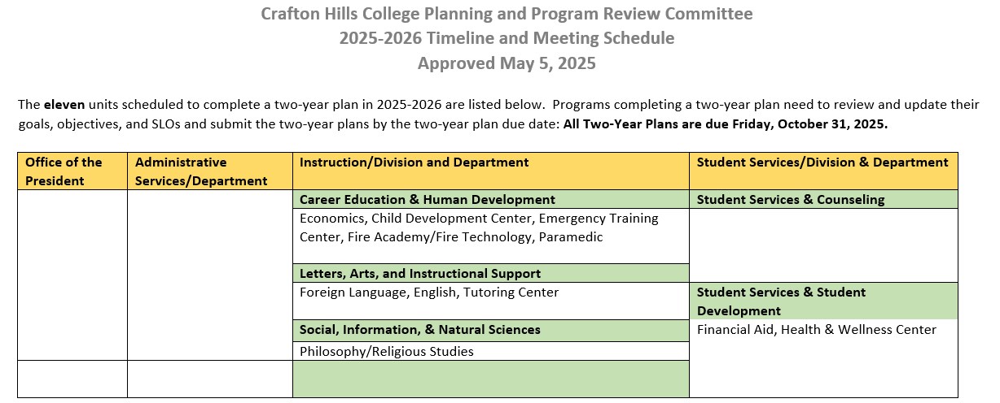 Crafton Hills College Planning and Program Review Committee
2025-2026 Timeline and Meeting Schedule
Approved May 5, 2025
The eleven units scheduled to complete a two-year plan in 2025-2026 are listed below.  Programs completing a two-year plan need to review and update their
goals, objectives, and SLOs and submit the two-year plans by the two-year plan due date: All Two-Year Plans are due Friday, October 31, 2025.
Office of the
President
Administrative
Services/Department
Instruction/Division and Department
Student Services/Division & Department
Career Education & Human Development
Student Services & Counseling
Economics, Child Development Center, Emergency Training
Center, Fire Academy/Fire Technology, Paramedic
Letters, Arts, and Instructional Support
Foreign Language, English, Tutoring Center
Student Services & Student
Development
Social, Information, & Natural Sciences
Financial Aid, Health & Wellness Center
Philosophy/Religious Studies